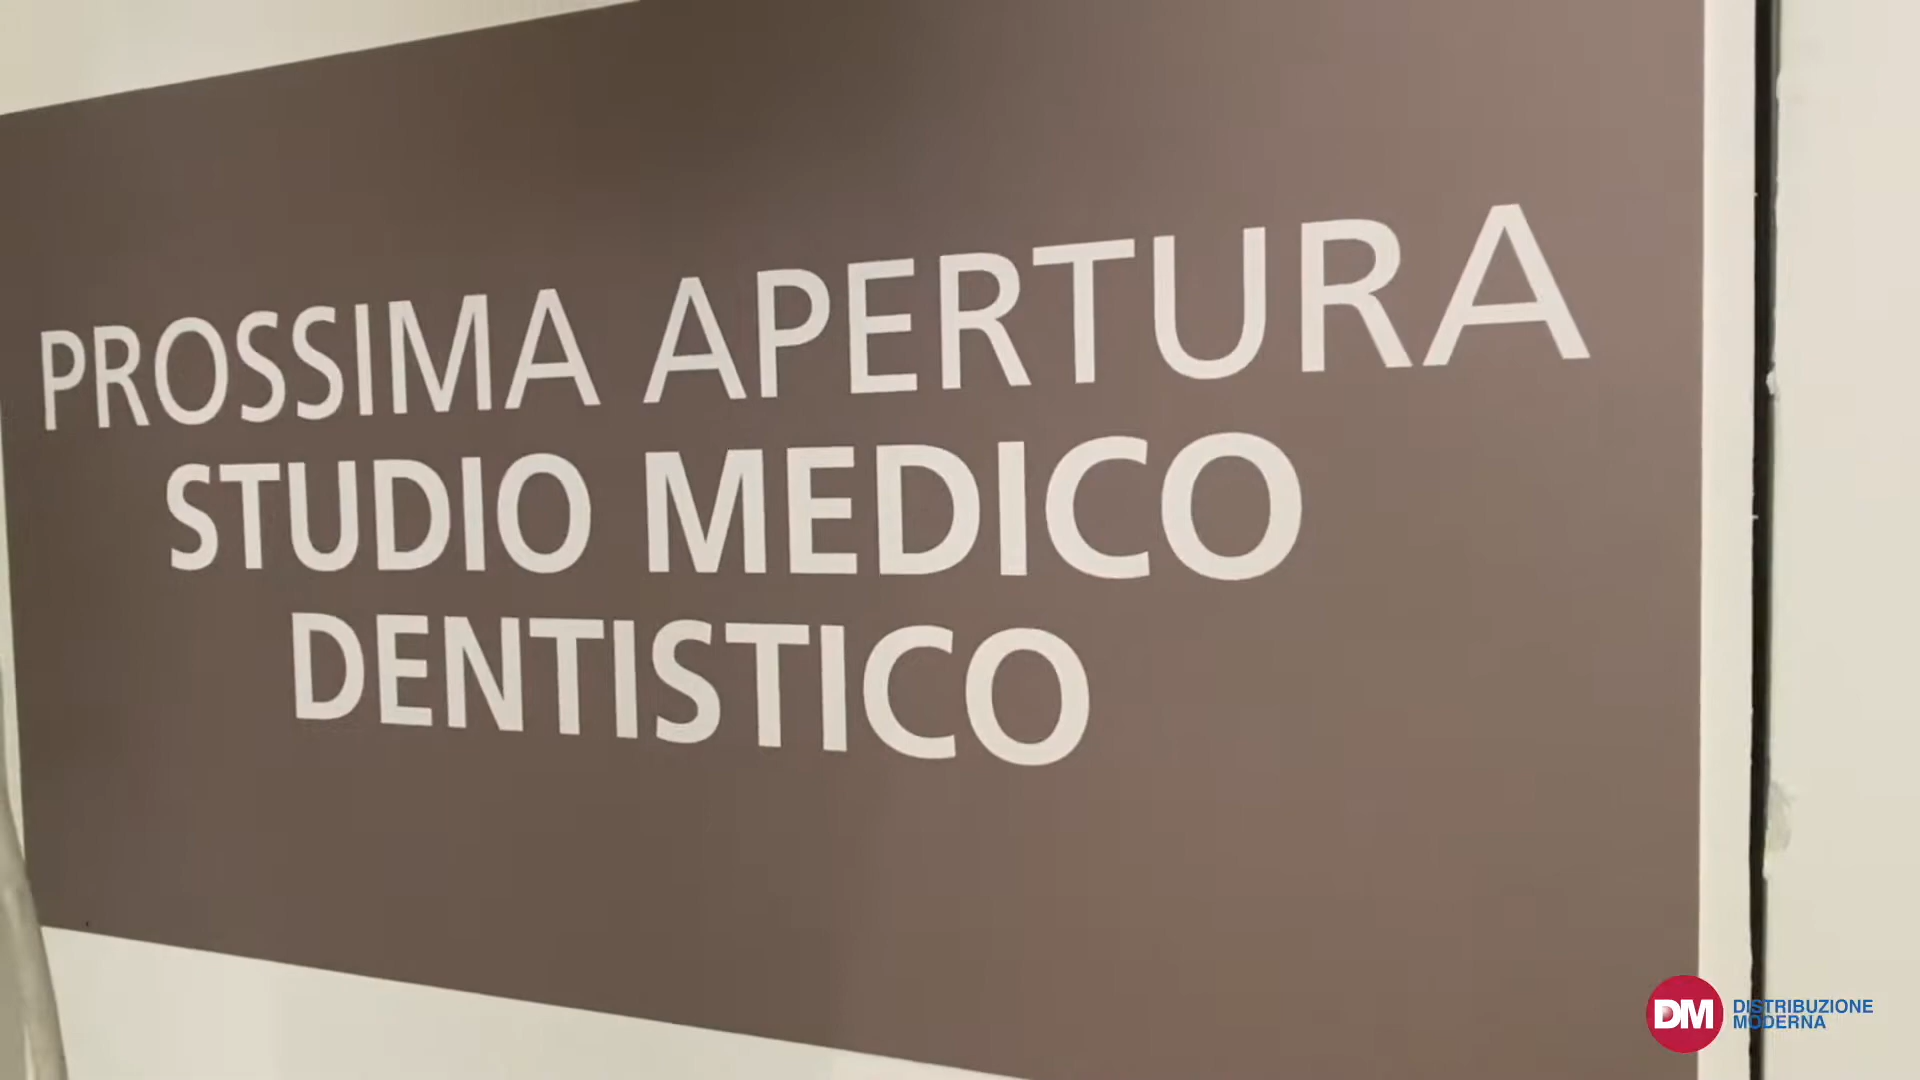 PROSSIMA APERTURA
STUDIO MEDICO
DENTISTICO
DM DISTRIBUZIONE
MODERNA